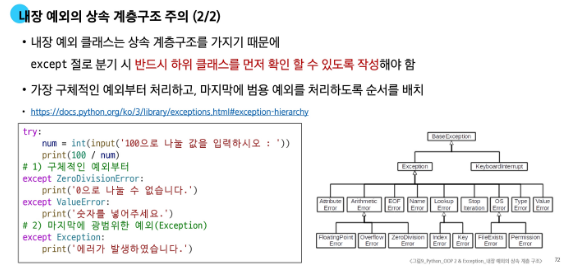 내장 예외의 상속 계층구조 주의 (2/2)
• 내장 예외 클래스는 상속 계층구조를 가지기 때문에
except 절로 분기 시 반드시 하위 클래스를 먼저 확인 할 수 있도록 작성해야 함
• 가장 구체적인 예외부터 처리하고, 마지막에 범용 예외를 처리하도록 순서를 배치
• https://docs.python.org/ko/3/library/exceptions.html#exception-hierarchy
try:
    num = int(input('100으로 나눌 값을 입력하시오 : '))
    print(100 / num)
# 1) 구체적인 예외부터
except ZeroDivisionError:
    print('0으로 나눌 수 없습니다.')
except ValueError:
    print('숫자를 넣어주세요.')
# 2) 마지막에 광범위한 예외(Exception)
except Exception:
    print('에러가 발생하였습니다.')
BaseException
Exception
KeyboardInterrupt
Attribute Error
Arithmetic Error
EOF Error
Name Error
Lookup Error
Stop Iteration
OS Error
Type Error
Value Error
FloatingPoint Error
Overflow Error
ZeroDivision Error
Index Error
Key Error
FileExists Error
Permission Error
내장 예외의 상속 계층 구조>
72